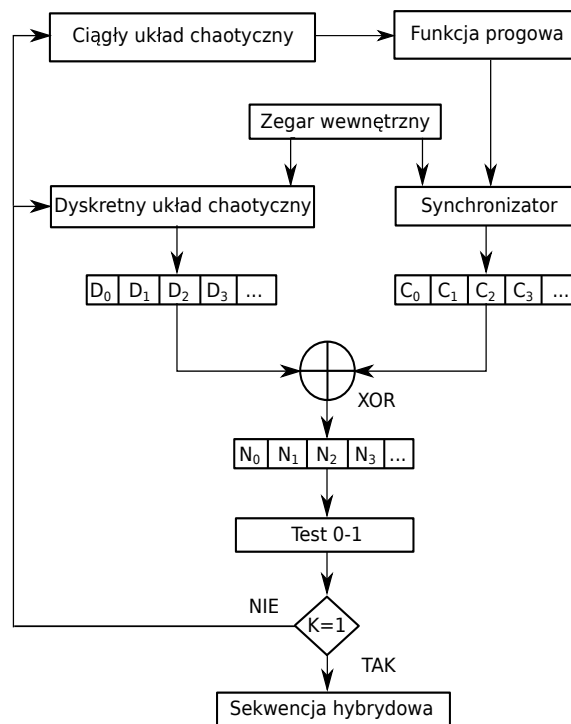 Ciągły układ chaotyczny
Funkcja progowa
Zegar wewnętrzny
Dyskretny układ chaotyczny
Synchronizator
D₀ D₁ D₂ D₃ ...
C₀ C₁ C₂ C₃ ...
XOR
N₀ N₁ N₂ N₃ ...
Test 0-1
NIE
K=1
TAK
Sekwencja hybrydowa